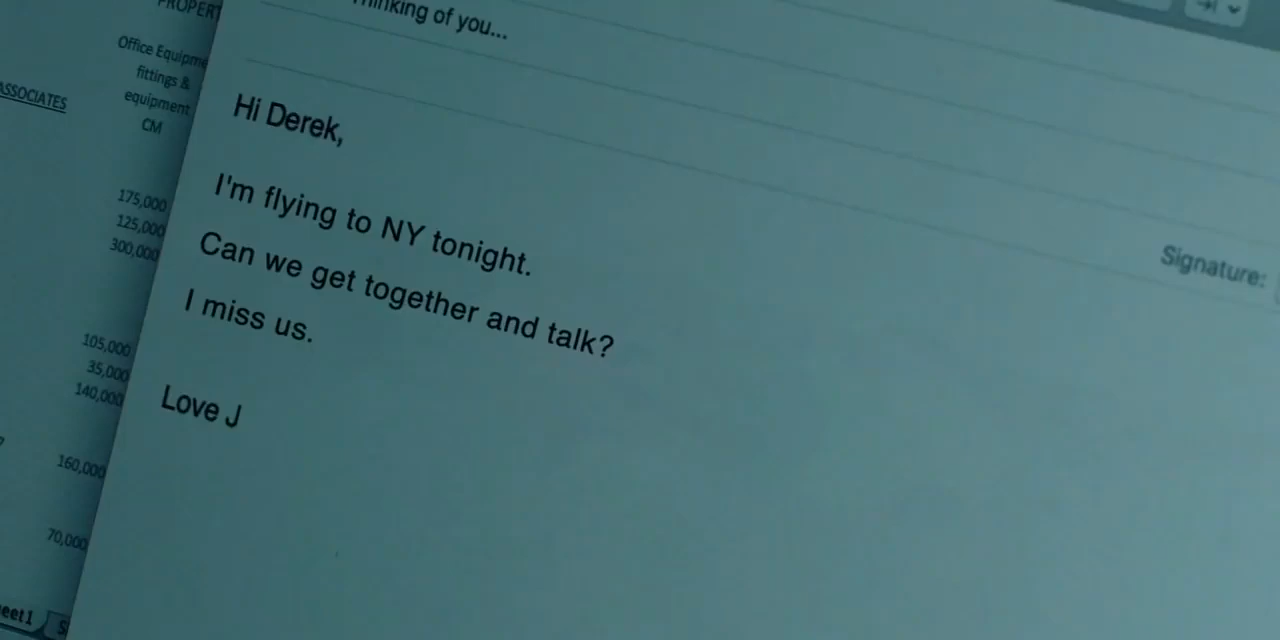 PROPERT
Office Equipme
fittings &
equipment
CM
ASSOCIATES
175,000
125,000
300,000
105,000
35,000
140,000
160,000
70,000
eet1
S
Thinking of you...
Signature:
Hi Derek,
I'm flying to NY tonight.
Can we get together and talk?
I miss us.
Love J